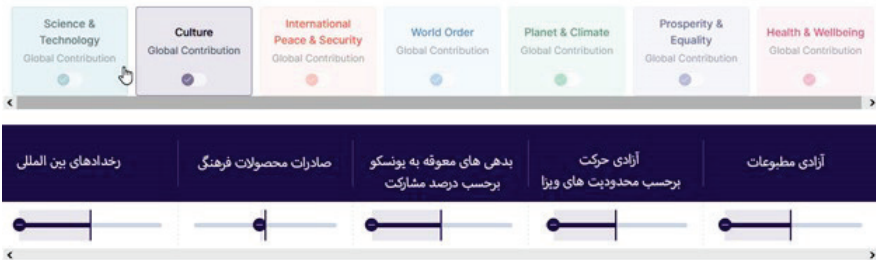 Science &
Technology
Global Contribution
Culture
Global Contribution
International
Peace & Security
Global Contribution
World Order
Global Contribution
Planet & Climate
Global Contribution
Prosperity &
Equality
Global Contribution
Health & Wellbeing
Global Contribution
آزادی مطبوعات
آزادی حرکت
برحسب محدودیت های ویزا
بدهی های معوقه به یونسکو
برحسب درصد مشارکت
صادرات محصولات فرهنگی
رخدادهای بین المللی